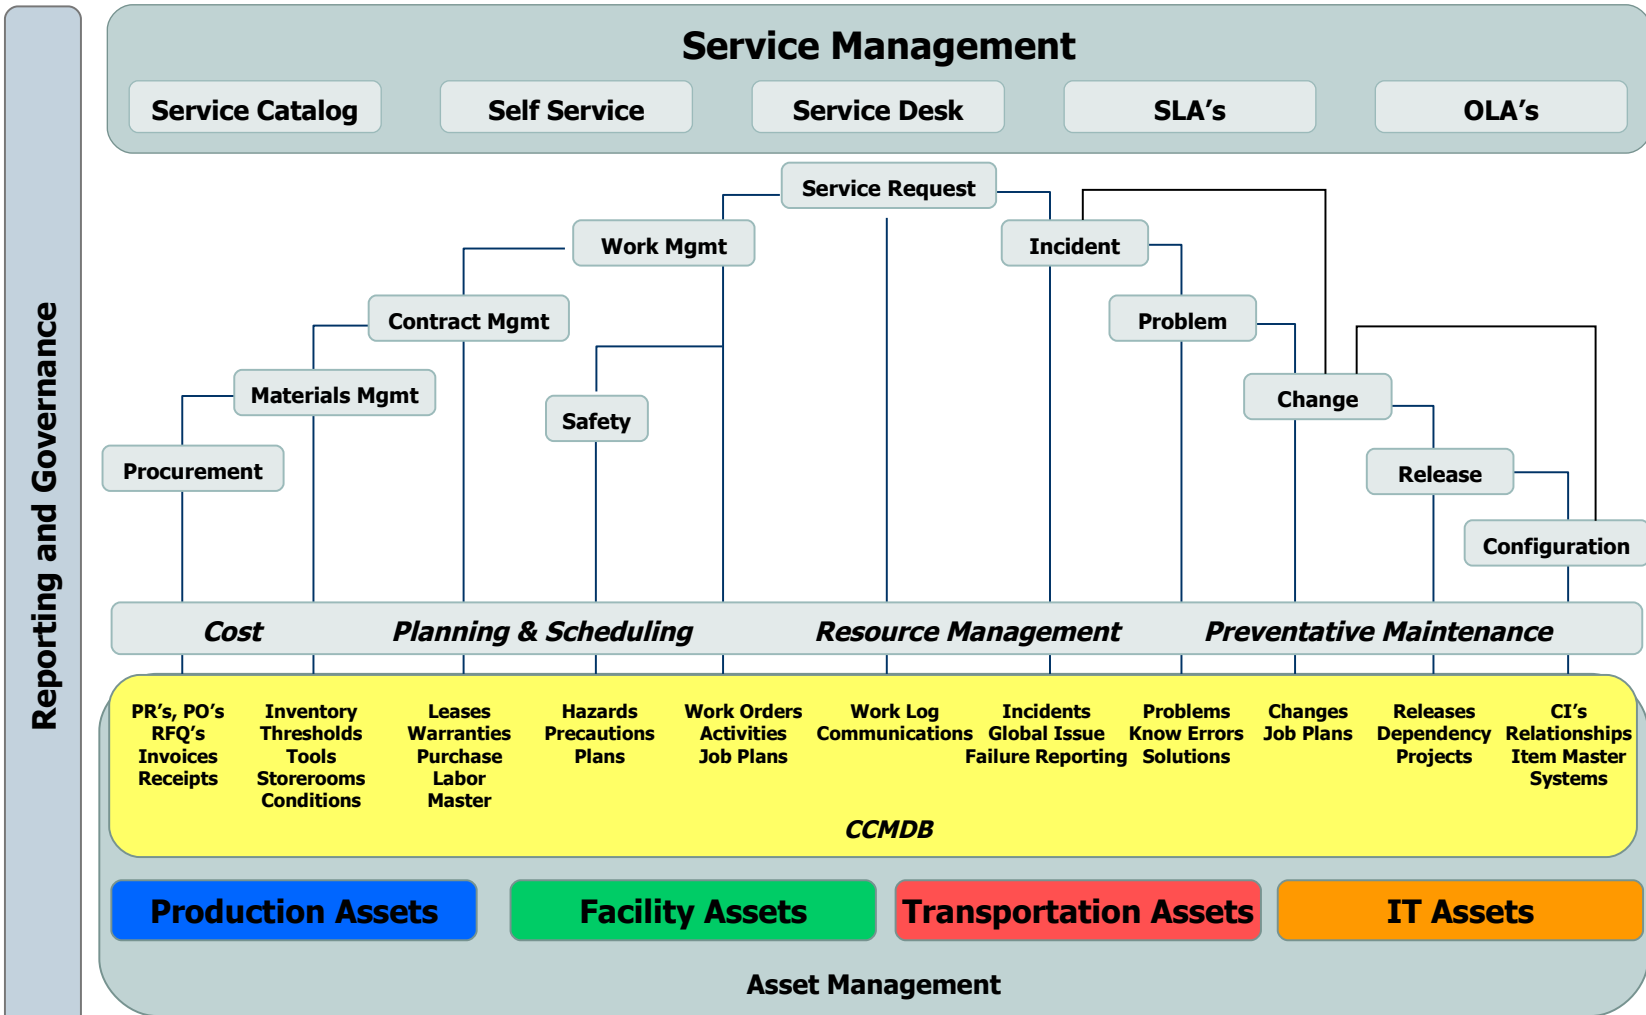 Reporting and Governance
Service Management
Service Catalog
Self Service
Service Desk
SLA's
OLA's
Service Request
Work Mgmt
Incident
Contract Mgmt
Problem
Materials Mgmt
Safety
Change
Procurement
Release
Configuration
Cost
Planning & Scheduling
Resource Management
Preventative Maintenance
PR's, PO's
RFQ's
Invoices
Receipts
Inventory
Thresholds
Tools
Storerooms
Conditions
Leases
Warranties
Purchase
Labor
Master
Hazards
Precautions
Plans
Work Orders
Activities
Job Plans
Work Log
Communications
Incidents
Global Issue
Failure Reporting
Problems
Know Errors
Solutions
Changes
Job Plans
Releases
Dependency
Projects
CI's
Relationships
Item Master
Systems
CCMDB
Production Assets
Facility Assets
Transportation Assets
IT Assets
Asset Management